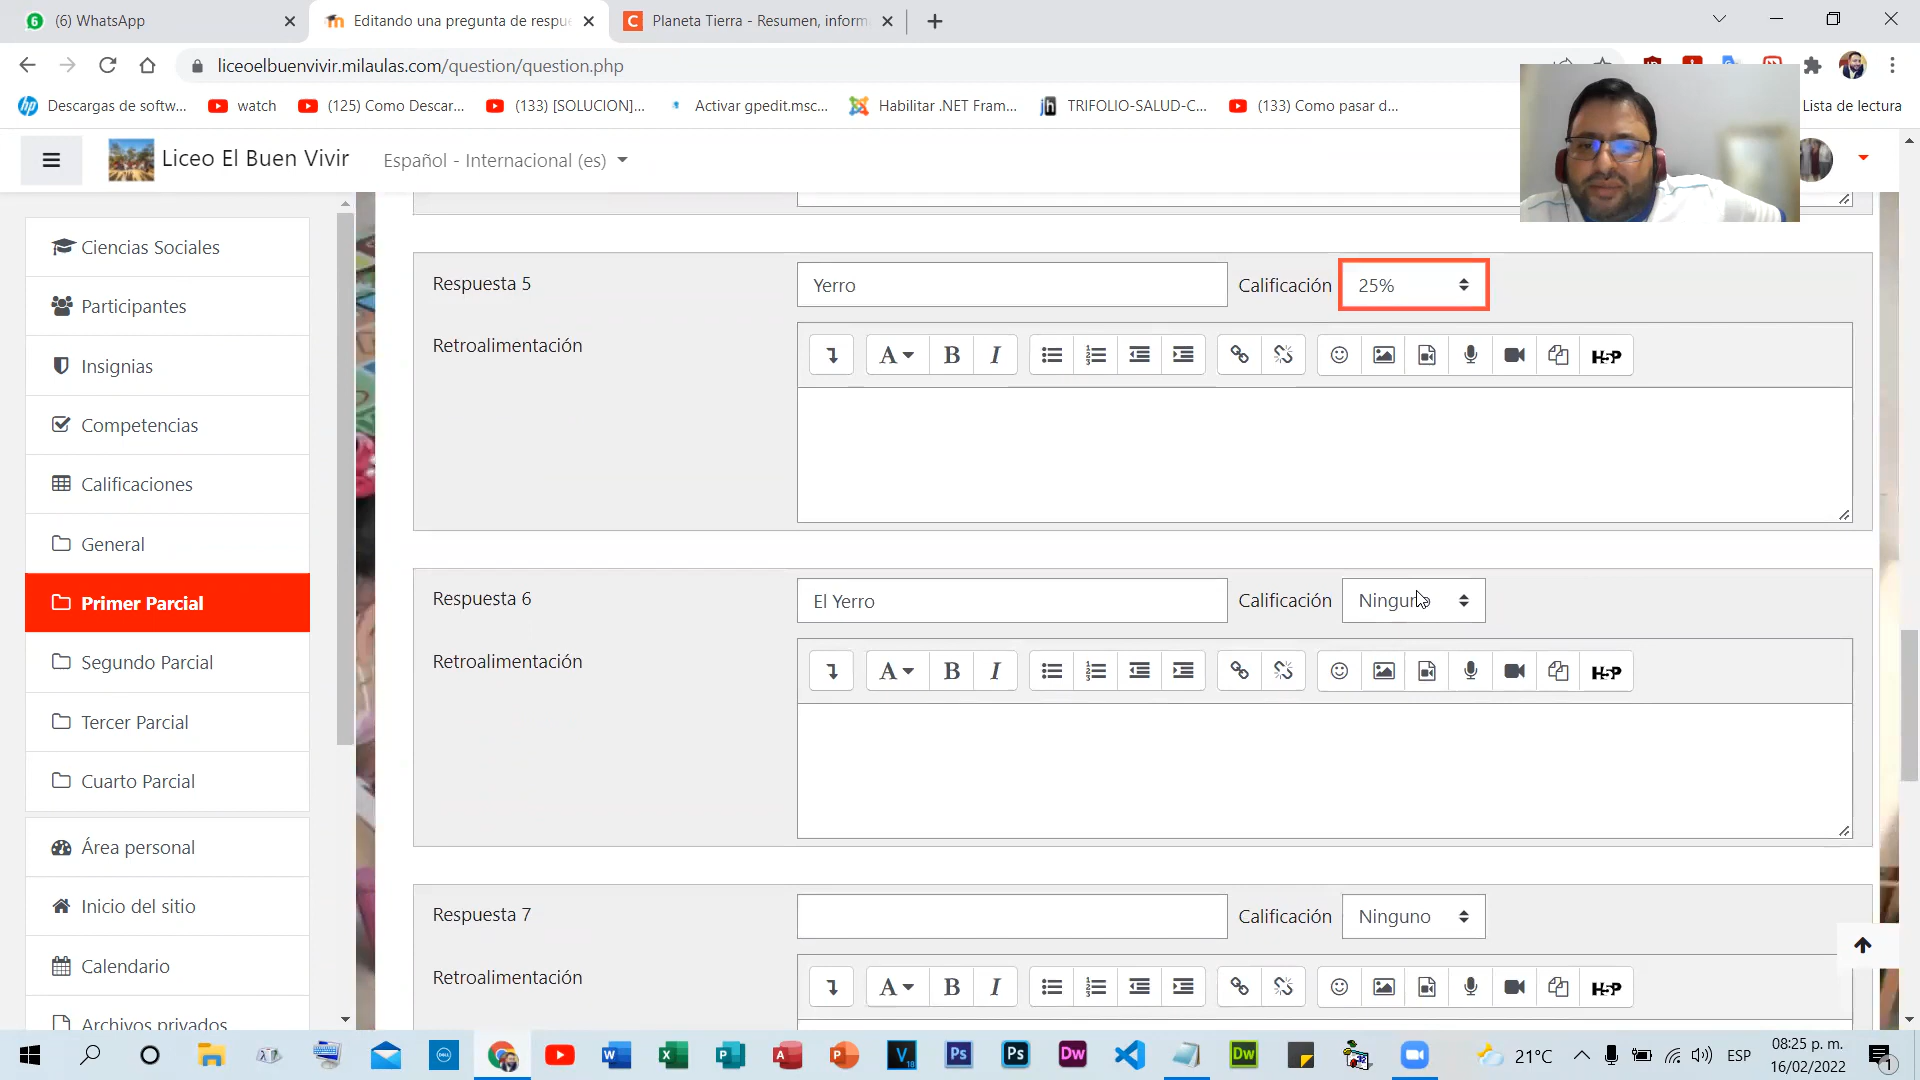 (6) WhatsApp
Editando una pregunta de respu
Planeta Tierra - Resumen, inform
liceoelbuenvivir.milaulas.com/question/question.php
Descargas de softw...
watch
(125) Como Descar...
(133) [SOLUCION]...
Activar gpedit.msc...
Habilitar .NET Fram...
TRIFOLIO-SALUD-C...
(133) Como pasar d...
Lista de lectura
Liceo El Buen Vivir
Español - Internacional (es)
Ciencias Sociales
Participantes
Insignias
Competencias
Calificaciones
General
Primer Parcial
Segundo Parcial
Tercer Parcial
Cuarto Parcial
Área personal
Inicio del sitio
Calendario
Archivos privados
Respuesta 5
Yerro
Calificación
25%
Retroalimentación
A B I
H5P
Respuesta 6
El Yerro
Calificación
Ninguno
Retroalimentación
A B I
H5P
Respuesta 7
Calificación
Ninguno
Retroalimentación
A B I
H5P
21°C
ESP
08:25 p. m.
16/02/2022
1